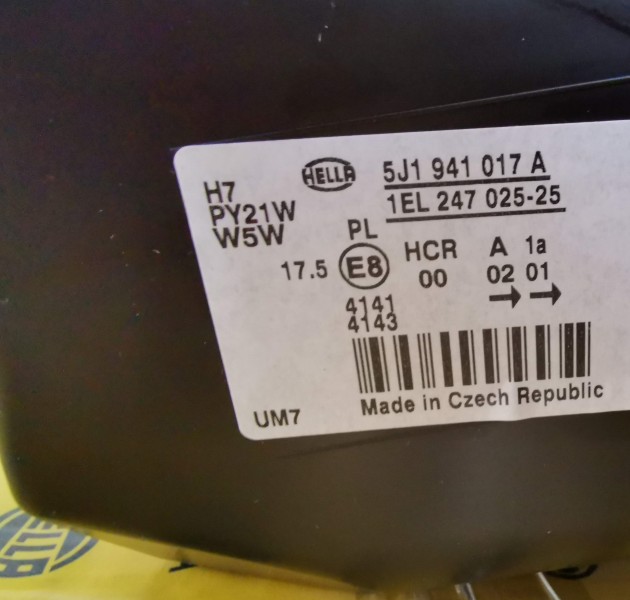 HELLA
5J1 941 017 A
1EL 247 025-25
H7
PY21W
W5W
PL
17.5 E8 HCR A 1a
00 02 01
→ →
4141
4143
Made in Czech Republic
UM7
HELLA